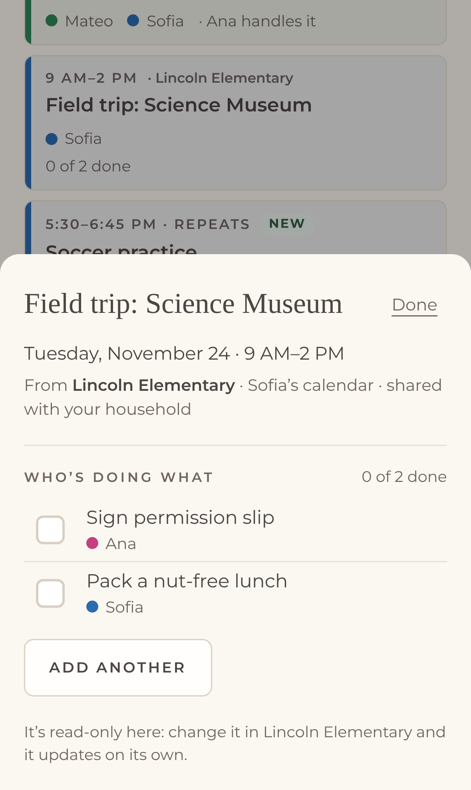 Mateo Sofia · Ana handles it
9 AM–2 PM · Lincoln Elementary
Field trip: Science Museum
Sofia
0 of 2 done
5:30–6:45 PM · REPEATS NEW
Soccer practice
Field trip: Science Museum Done
Tuesday, November 24 · 9 AM–2 PM
From Lincoln Elementary · Sofia’s calendar · shared
with your household
WHO’S DOING WHAT 0 of 2 done
Sign permission slip
Ana
Pack a nut-free lunch
Sofia
ADD ANOTHER
It’s read-only here: change it in Lincoln Elementary and
it updates on its own.